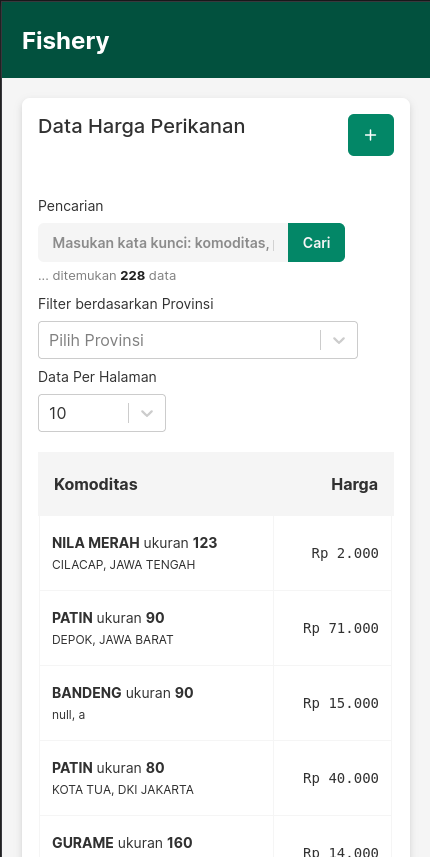 Fishery
Data Harga Perikanan
+
Pencarian
Masukan kata kunci: komoditas,
Cari
... ditemukan 228 data
Filter berdasarkan Provinsi
Pilih Provinsi
Data Per Halaman
10
Komoditas Harga
NILA MERAH ukuran 123
CILACAP, JAWA TENGAH
Rp 2.000
PATIN ukuran 90
DEPOK, JAWA BARAT
Rp 71.000
BANDENG ukuran 90
null, a
Rp 15.000
PATIN ukuran 80
KOTA TUA, DKI JAKARTA
Rp 40.000
GURAME ukuran 160
Rp 14.000